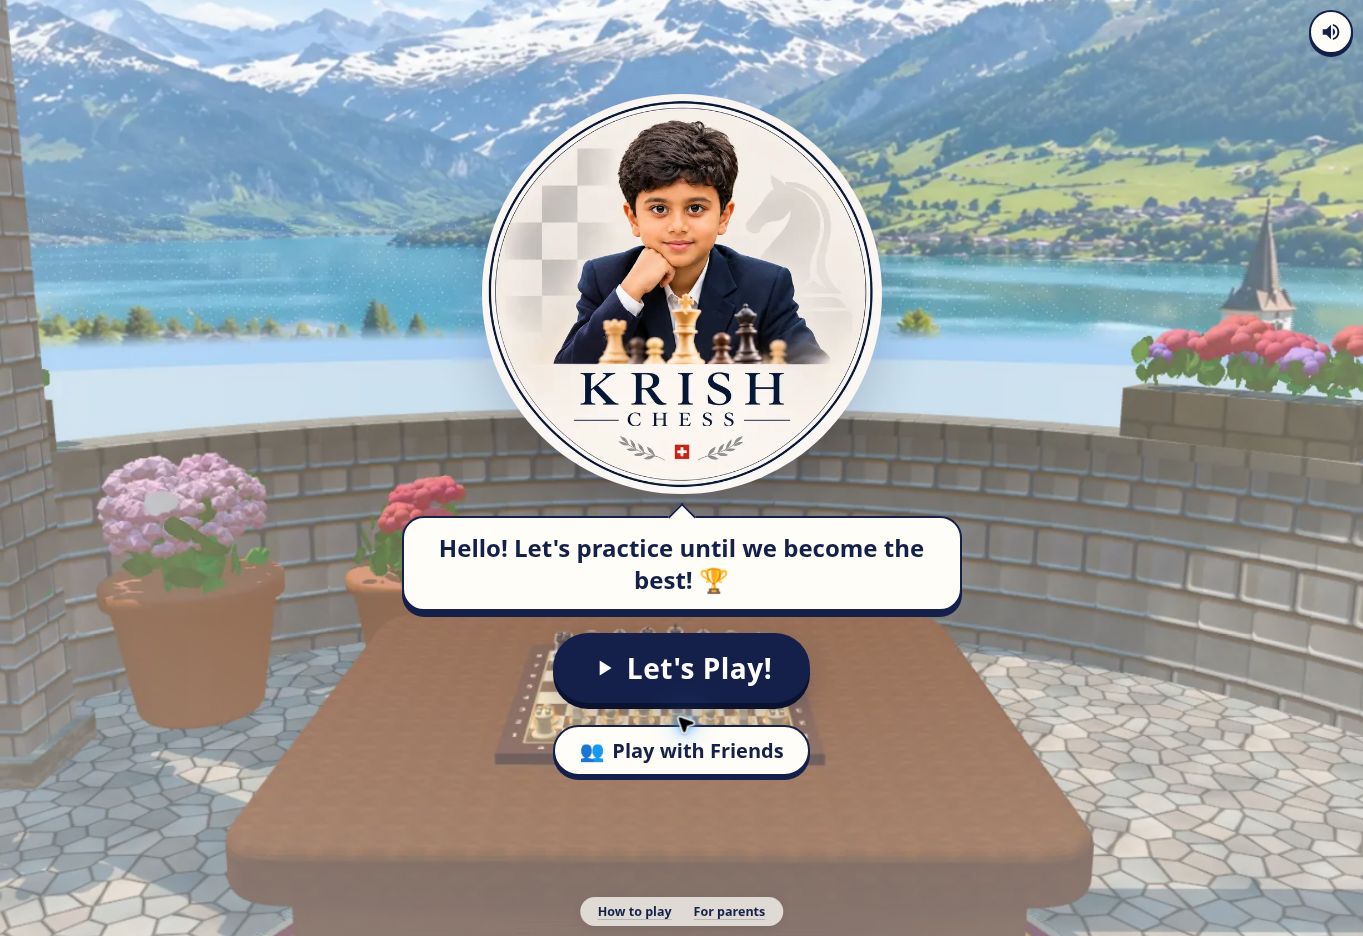 KRISH
CHESS
Hello! Let's practice until we become the
best! 🏆
Let's Play!
👥 Play with Friends
How to play For parents